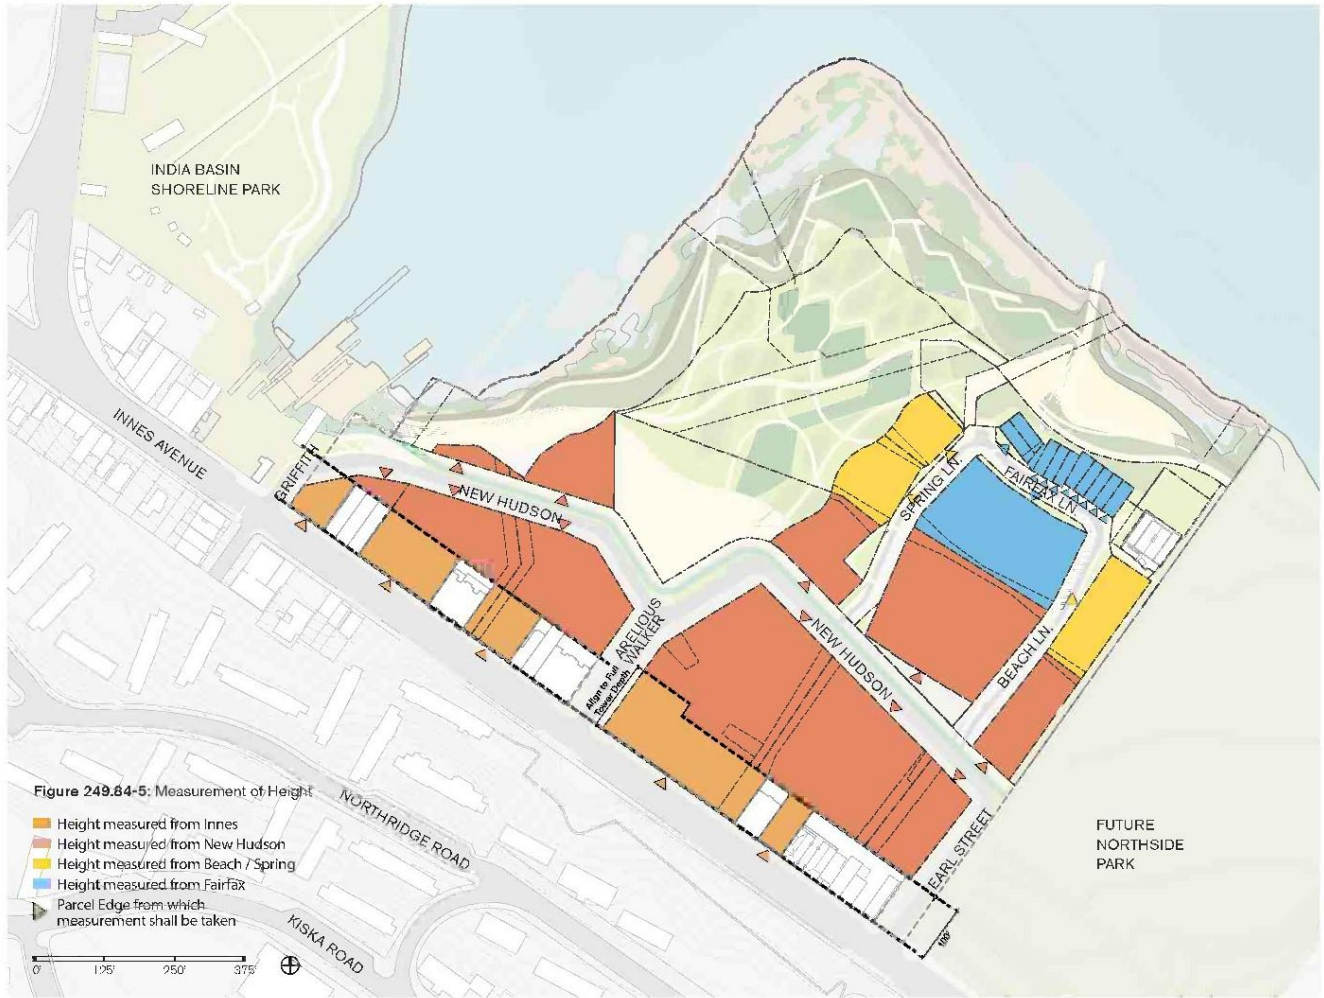 INDIA BASIN
SHORELINE PARK
INNES AVENUE
GRIFFITH
NEW HUDSON
SPRING LN.
FAIRFAX LN
ARELIOUS
WALKER
Align to Full
Tower Depth
NEW HUDSON
BEACH LN.
EARL STREET
100'
FUTURE
NORTHSIDE
PARK
NORTHRIDGE ROAD
KISKA ROAD
Figure 249.84-5: Measurement of Height
Height measured from Innes
Height measured from New Hudson
Height measured from Beach / Spring
Height measured from Fairfax
Parcel Edge from which
measurement shall be taken
0' 125' 250' 375'